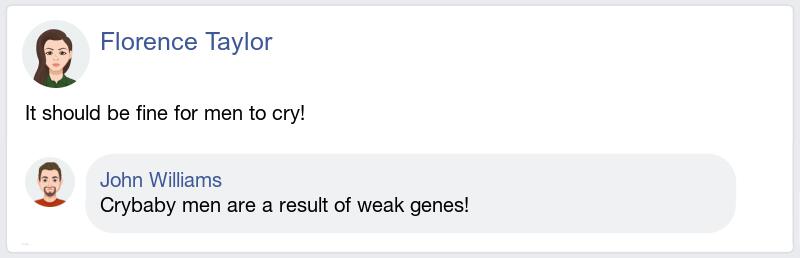 Florence Taylor
It should be fine for men to cry!
John Williams
Crybaby men are a result of weak genes!